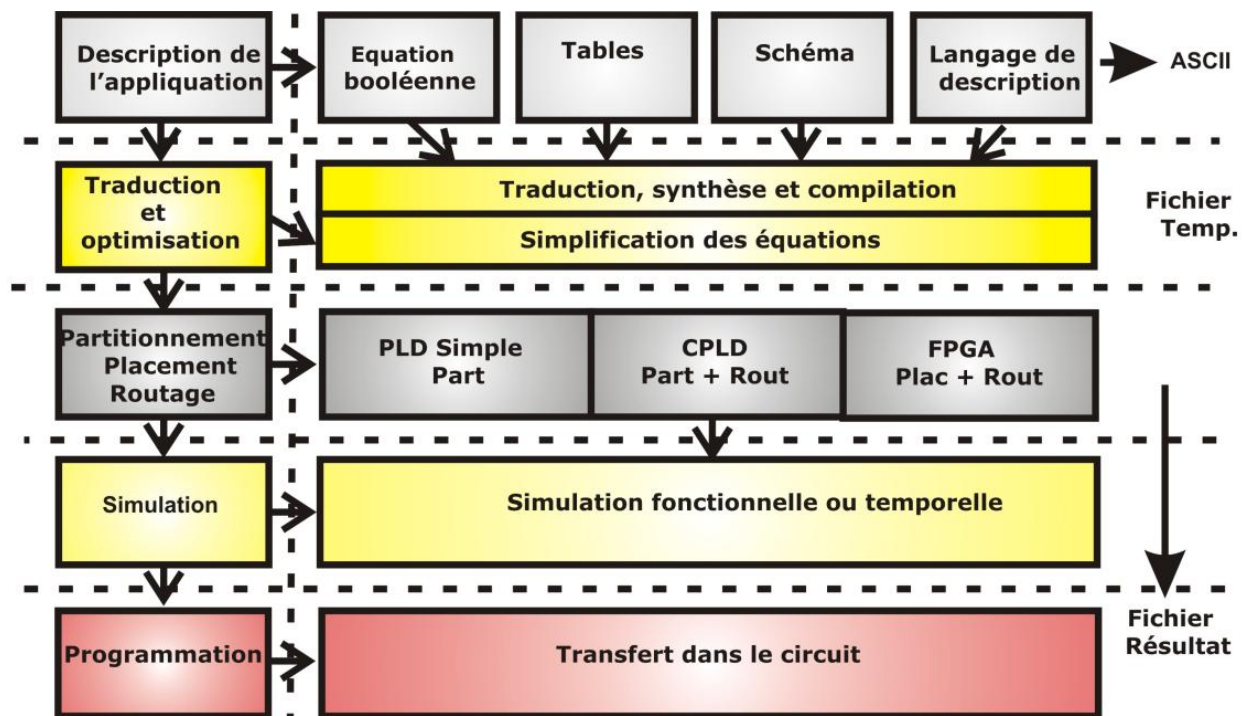 Description de
l'appliquation
Equation
booléenne
Tables
Schéma
Langage de
description
ASCII
Traduction
et
optimisation
Traduction, synthèse et compilation
Simplification des équations
Fichier
Temp.
Partitionnement
Placement
Routage
PLD Simple
Part
CPLD
Part + Rout
FPGA
Plac + Rout
Simulation
Simulation fonctionnelle ou temporelle
Programmation
Transfert dans le circuit
Fichier
Résultat